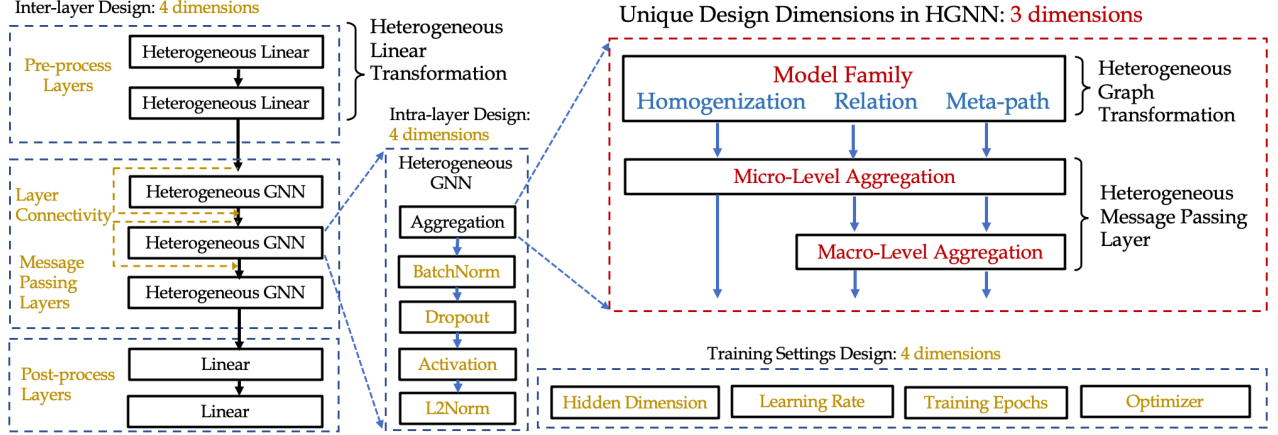 Inter-layer Design: 4 dimensions
Pre-process
Layers
Heterogeneous Linear
Heterogeneous Linear
Heterogeneous
Linear
Transformation
Layer
Connectivity
Message
Passing
Layers
Heterogeneous GNN
Heterogeneous GNN
Heterogeneous GNN
Post-process
Layers
Linear
Linear
Intra-layer Design:
4 dimensions
Heterogeneous
GNN
Aggregation
BatchNorm
Dropout
Activation
L2Norm
Unique Design Dimensions in HGNN: 3 dimensions
Model Family
Homogenization Relation Meta-path
Heterogeneous
Graph
Transformation
Micro-Level Aggregation
Macro-Level Aggregation
Heterogeneous
Message Passing
Layer
Training Settings Design: 4 dimensions
Hidden Dimension Learning Rate Training Epochs Optimizer